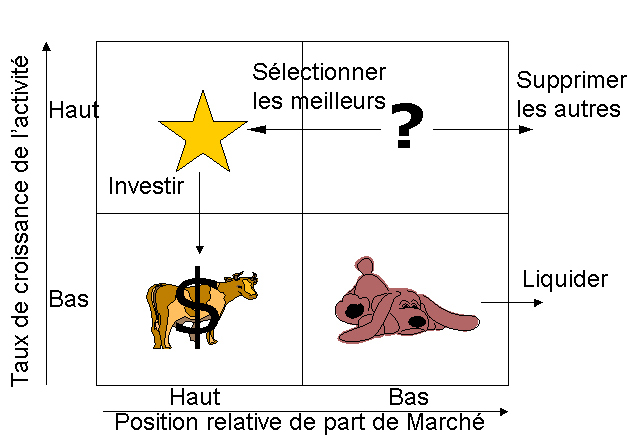 Taux de croissance de l'activité
Haut
Sélectionner
les meilleurs
?
Supprimer
les autres
Investir
Bas
$
Liquider
Haut
Bas
Position relative de part de Marché